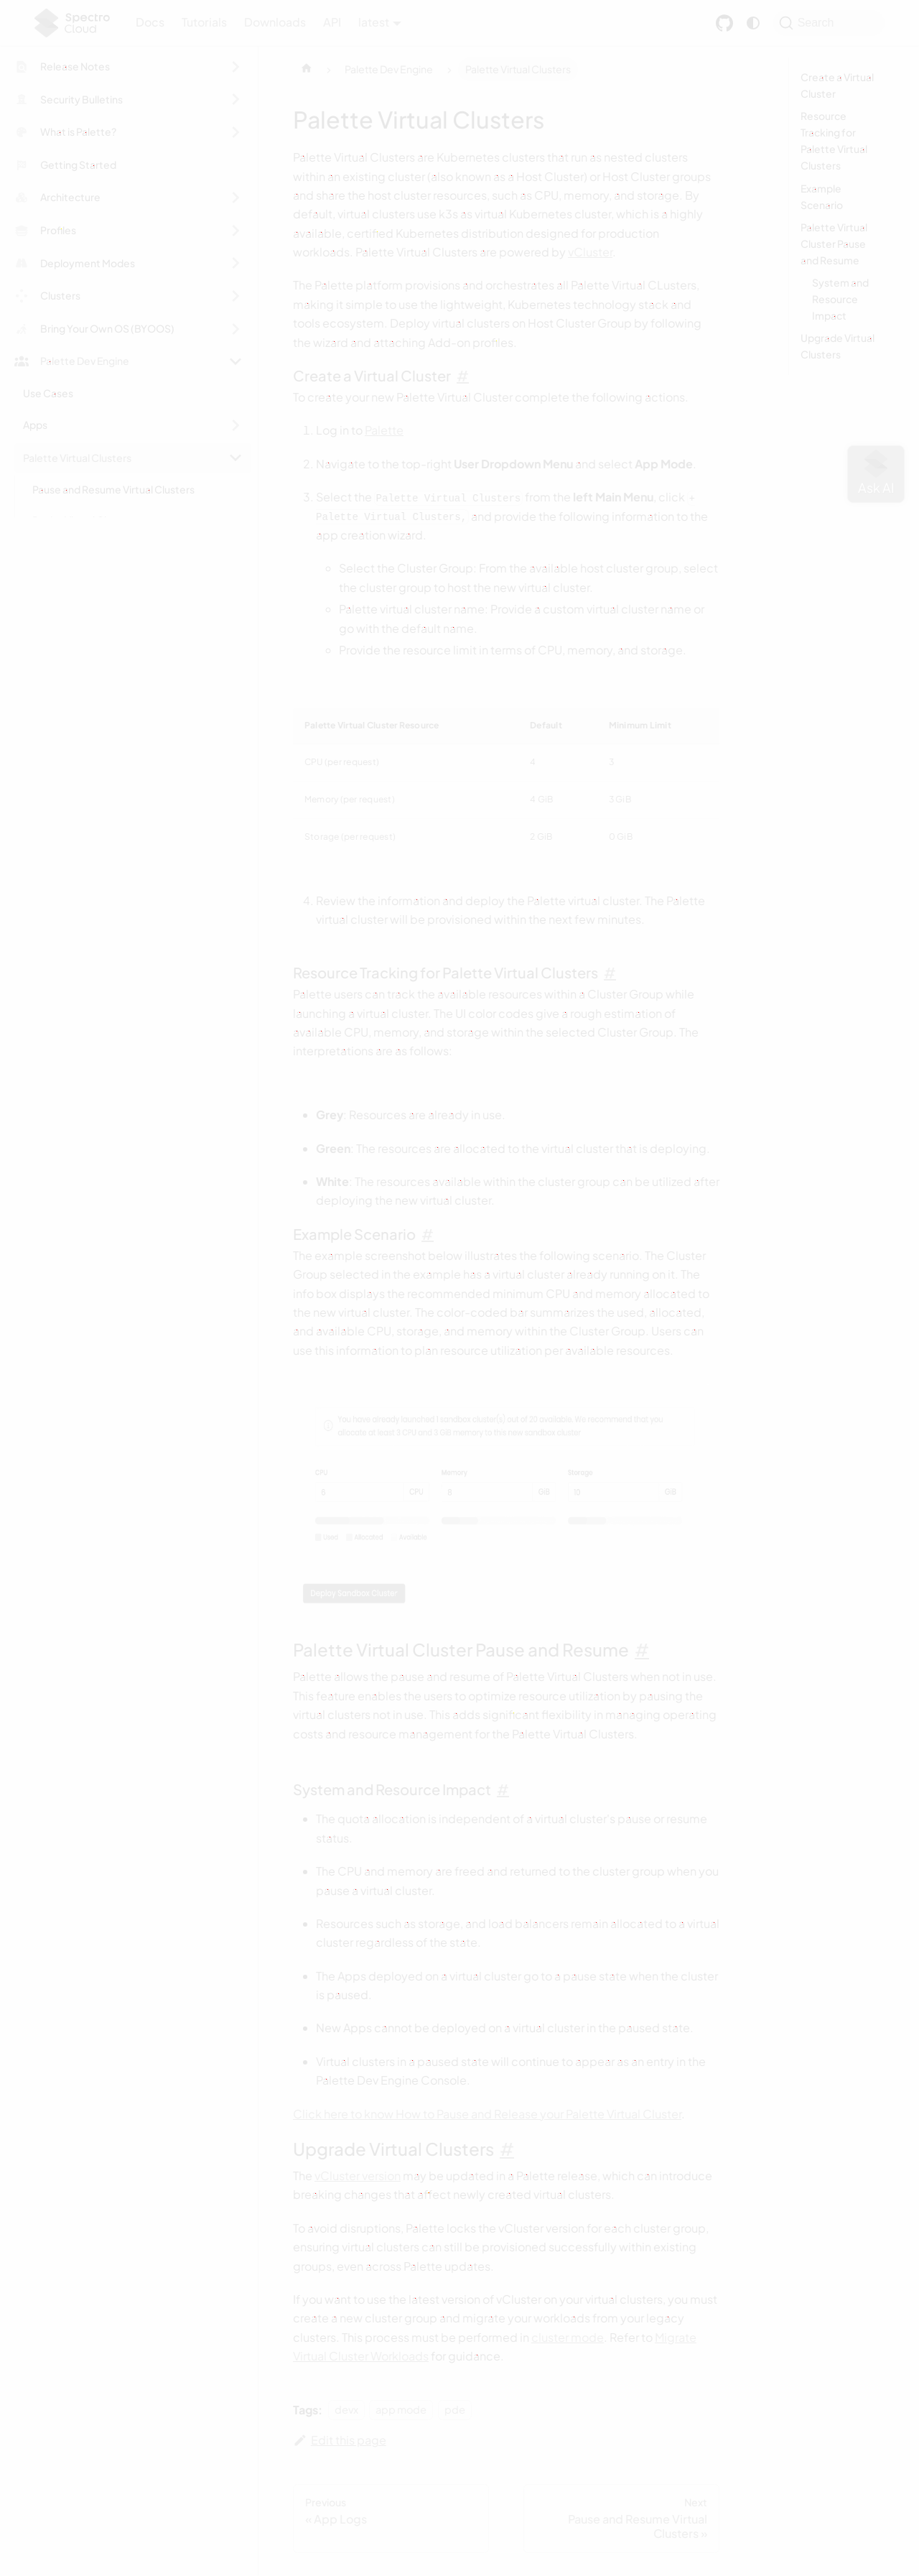 Spectro
Cloud
Docs Tutorials Downloads API latest
Search
Release Notes
Security Bulletins
What is Palette?
Getting Started
Architecture
Profiles
Deployment Modes
Clusters
Bring Your Own OS (BYOOS)
Palette Dev Engine
Use Cases
Apps
Palette Virtual Clusters
Pause and Resume Virtual Clusters
Palette Dev Engine
Palette Virtual Clusters
Palette Virtual Clusters
Palette Virtual Clusters are Kubernetes clusters that run as nested clusters
within an existing cluster (also known as a Host Cluster) or Host Cluster groups
and share the host cluster resources, such as CPU, memory, and storage. By
default, virtual clusters use k3s as virtual Kubernetes cluster, which is a highly
available, certified Kubernetes distribution designed for production
workloads. Palette Virtual Clusters are powered by vCluster.
The Palette platform provisions and orchestrates all Palette Virtual CLusters,
making it simple to use the lightweight, Kubernetes technology stack and
tools ecosystem. Deploy virtual clusters on Host Cluster Group by following
the wizard and attaching Add-on profiles.
Create a Virtual Cluster #
To create your new Palette Virtual Cluster complete the following actions.
1. Log in to Palette
2. Navigate to the top-right User Dropdown Menu and select App Mode.
3. Select the Palette Virtual Clusters from the left Main Menu, click +
Palette Virtual Clusters, and provide the following information to the
app creation wizard.
Select the Cluster Group: From the available host cluster group, select
the cluster group to host the new virtual cluster.
Palette virtual cluster name: Provide a custom virtual cluster name or
go with the default name.
Provide the resource limit in terms of CPU, memory, and storage.
Palette Virtual Cluster Resource Default Minimum Limit
CPU (per request) 4 3
Memory (per request) 4 GiB 3 GiB
Storage (per request) 2 GiB 0 GiB
4. Review the information and deploy the Palette virtual cluster. The Palette
virtual cluster will be provisioned within the next few minutes.
Resource Tracking for Palette Virtual Clusters #
Palette users can track the available resources within a Cluster Group while
launching a virtual cluster. The UI color codes give a rough estimation of
available CPU, memory, and storage within the selected Cluster Group. The
interpretations are as follows:
Grey: Resources are already in use.
Green: The resources are allocated to the virtual cluster that is deploying.
White: The resources available within the cluster group can be utilized after
deploying the new virtual cluster.
Example Scenario #
The example screenshot below illustrates the following scenario. The Cluster
Group selected in the example has a virtual cluster already running on it. The
info box displays the recommended minimum CPU and memory allocated to
the new virtual cluster. The color-coded bar summarizes the used, allocated,
and available CPU, storage, and memory within the Cluster Group. Users can
use this information to plan resource utilization per available resources.
You have already launched 1 sandbox cluster(s) out of 20 available. We recommend that you
allocate at least 3 CPU and 3 GiB memory to the new sandbox cluster.
CPU Memory Storage
CPU GiB GiB
Used Allocated Available
Deploy Sandbox Cluster
Palette Virtual Cluster Pause and Resume #
Palette allows the pause and resume of Palette Virtual Clusters when not in use.
This feature enables the users to optimize resource utilization by pausing the
virtual clusters not in use. This adds significant flexibility in managing operating
costs and resource management for the Palette Virtual Clusters.
System and Resource Impact #
The quota allocation is independent of a virtual cluster's pause or resume
status.
The CPU and memory are freed and returned to the cluster group when you
pause a virtual cluster.
Resources such as storage, and load balancers remain allocated to a virtual
cluster regardless of the state.
The Apps deployed on a virtual cluster go to a pause state when the cluster
is paused.
New Apps cannot be deployed on a virtual cluster in the paused state.
Virtual clusters in a paused state will continue to appear as an entry in the
Palette Dev Engine Console.
Click here to know How to Pause and Release your Palette Virtual Cluster.
Upgrade Virtual Clusters #
The vCluster version may be updated in a Palette release, which can introduce
breaking changes that affect newly created virtual clusters.
To avoid disruptions, Palette locks the vCluster version for each cluster group,
ensuring virtual clusters can still be provisioned successfully within existing
groups, even across Palette updates.
If you want to use the latest version of vCluster on your virtual clusters, you must
create a new cluster group and migrate your workloads from your legacy
clusters. This process must be performed in cluster mode. Refer to Migrate
Virtual Cluster Workloads for guidance.
Tags: devx app mode pde
Edit this page
Previous
« App Logs
Next
Pause and Resume Virtual
Clusters »
Create a Virtual
Cluster
Resource
Tracking for
Palette Virtual
Clusters
Example
Scenario
Palette Virtual
Cluster Pause
and Resume
System and
Resource
Impact
Upgrade Virtual
Clusters
Ask AI